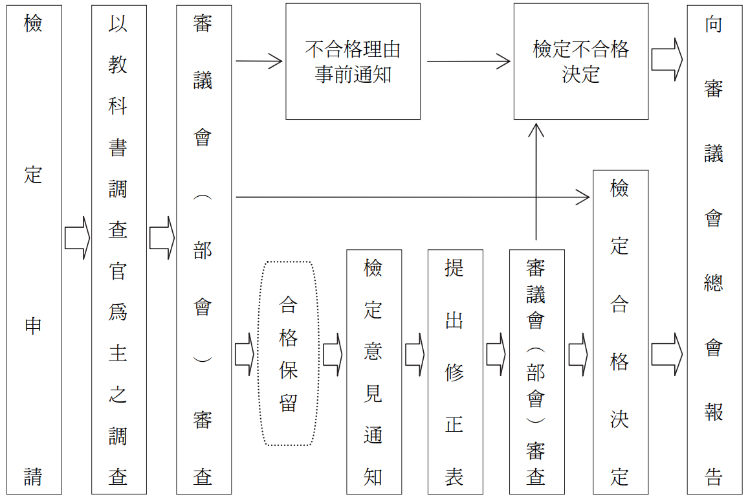 檢定申請
以教科書調查官爲主之調查
審議會（部會）審查
不合格理由
事前通知
檢定不合格
決定
合格保留
檢定意見通知
提出修正表
審議會（部會）審查
檢定合格決定
向審議會總會報告